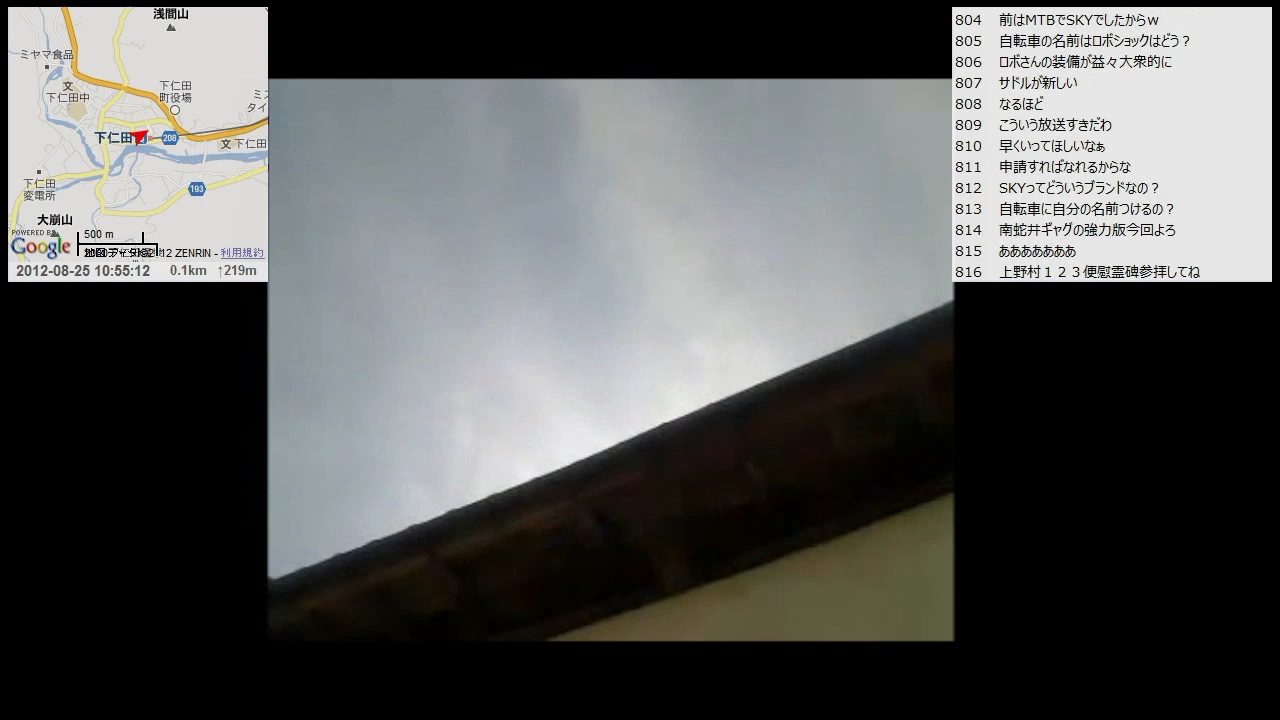 浅間山
ミヤマ食品
文
下仁田中
下仁田
町役場
ミス
タイ
下仁田
208
文 下仁田
下仁田
変電所
193
大崩山
POWERED BY
Google
500 m
12 ZENRIN - 利用規約
2012-08-25 10:55:12 0.1km ↑219m
804 前はMTBでSKYでしたからｗ
805 自転車の名前はﾛﾎﾞｼｮｯｸはどう？
806 ﾛﾎﾞさんの装備が益々大衆的に
807 サドルが新しい
808 なるほど
809 こういう放送すきだわ
810 早くいってほしいなぁ
811 申請すればなれるからな
812 SKYってどういうブランドなの？
813 自転車に自分の名前つけるの？
814 南蛇井ギャグの強力版今回よろ
815 あああああああ
816 上野村１２３便慰霊碑参拝してね